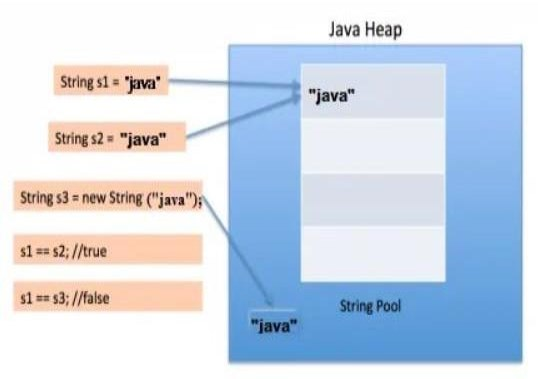 Java Heap
String s1 = "java"
"java"
String s2 = "java"
String s3 = new String ("java");
s1 == s2; //true
s1 == s3; //false
String Pool
"java"